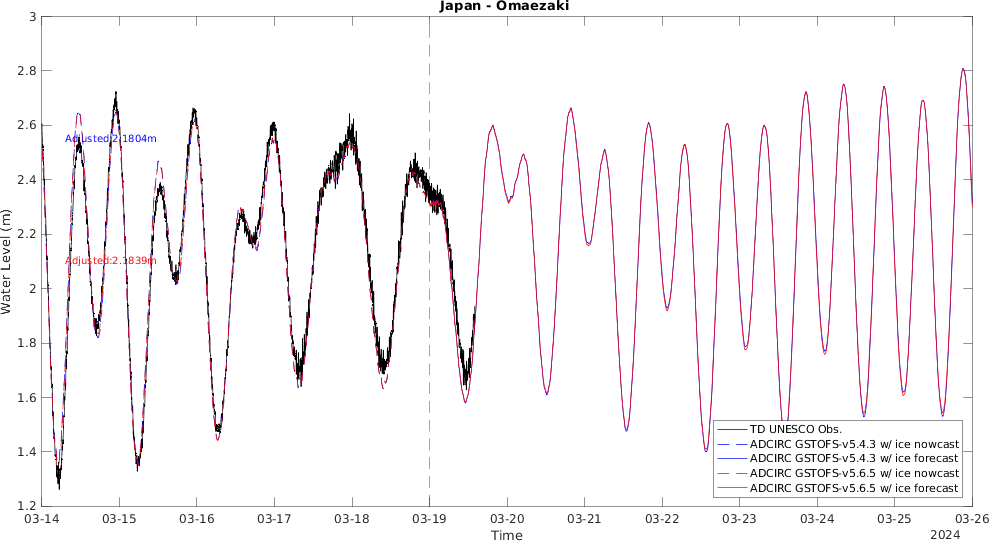 Japan - Omaezaki
Water Level (m)
3
2.8
2.6
2.4
2.2
2
1.8
1.6
1.4
1.2
Adjusted:2.1804m
Adjusted:2.1839m
TD UNESCO Obs.
ADCIRC GSTOFS-v5.4.3 w/ ice nowcast
ADCIRC GSTOFS-v5.4.3 w/ ice forecast
ADCIRC GSTOFS-v5.6.5 w/ ice nowcast
ADCIRC GSTOFS-v5.6.5 w/ ice forecast
03-14 03-15 03-16 03-17 03-18 03-19 03-20 03-21 03-22 03-23 03-24 03-25 03-26
Time
2024